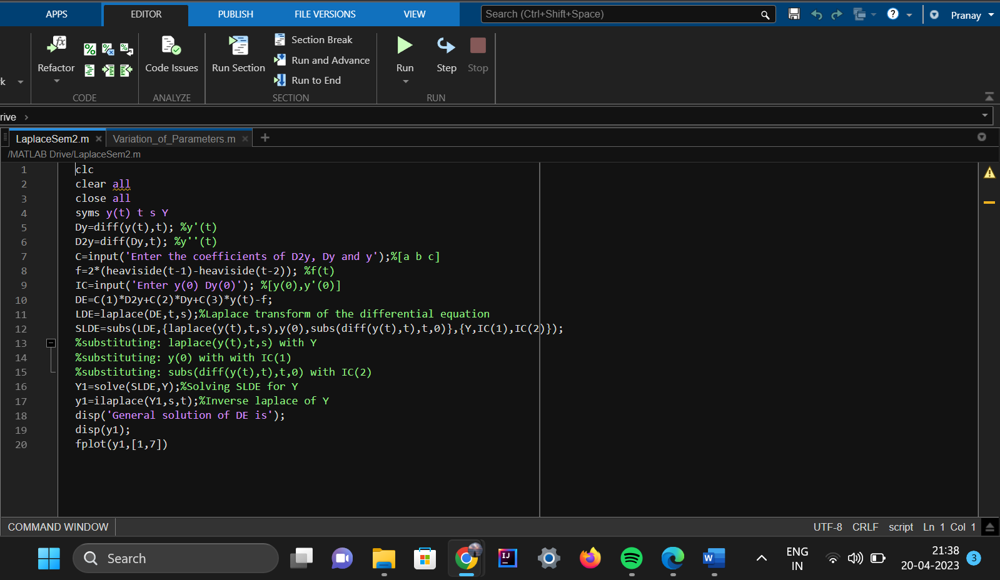 APPS EDITOR PUBLISH FILE VERSIONS VIEW Search (Ctrl+Shift+Space) ? Pranay
Refactor
Code Issues
Run Section
Section Break
Run and Advance
Run to End
Run Step Stop
k
CODE ANALYZE SECTION RUN
rive ›
LaplaceSem2.m × Variation_of_Parameters.m × +
/MATLAB Drive/LaplaceSem2.m
1 clc
2 clear all
3 close all
4 syms y(t) t s Y
5 Dy=diff(y(t),t); %y'(t)
6 D2y=diff(Dy,t); %y''(t)
7 C=input('Enter the coefficients of D2y, Dy and y');%[a b c]
8 f=2*(heaviside(t-1)-heaviside(t-2)); %f(t)
9 IC=input('Enter y(0) Dy(0)'); %[y(0),y'(0)]
10 DE=C(1)*D2y+C(2)*Dy+C(3)*y(t)-f;
11 LDE=laplace(DE,t,s);%Laplace transform of the differential equation
12 SLDE=subs(LDE,{laplace(y(t),t,s),y(0),subs(diff(y(t),t),t,0)},{Y,IC(1),IC(2)});
13 %substituting: laplace(y(t),t,s) with Y
14 %substituting: y(0) with with IC(1)
15 %substituting: subs(diff(y(t),t),t,0) with IC(2)
16 Y1=solve(SLDE,Y);%Solving SLDE for Y
17 y1=ilaplace(Y1,s,t);%Inverse laplace of Y
18 disp('General solution of DE is');
19 disp(y1);
20 fplot(y1,[1,7])
COMMAND WINDOW UTF-8 CRLF script Ln 1 Col 1
Search
ENG
IN
21:38
20-04-2023
3